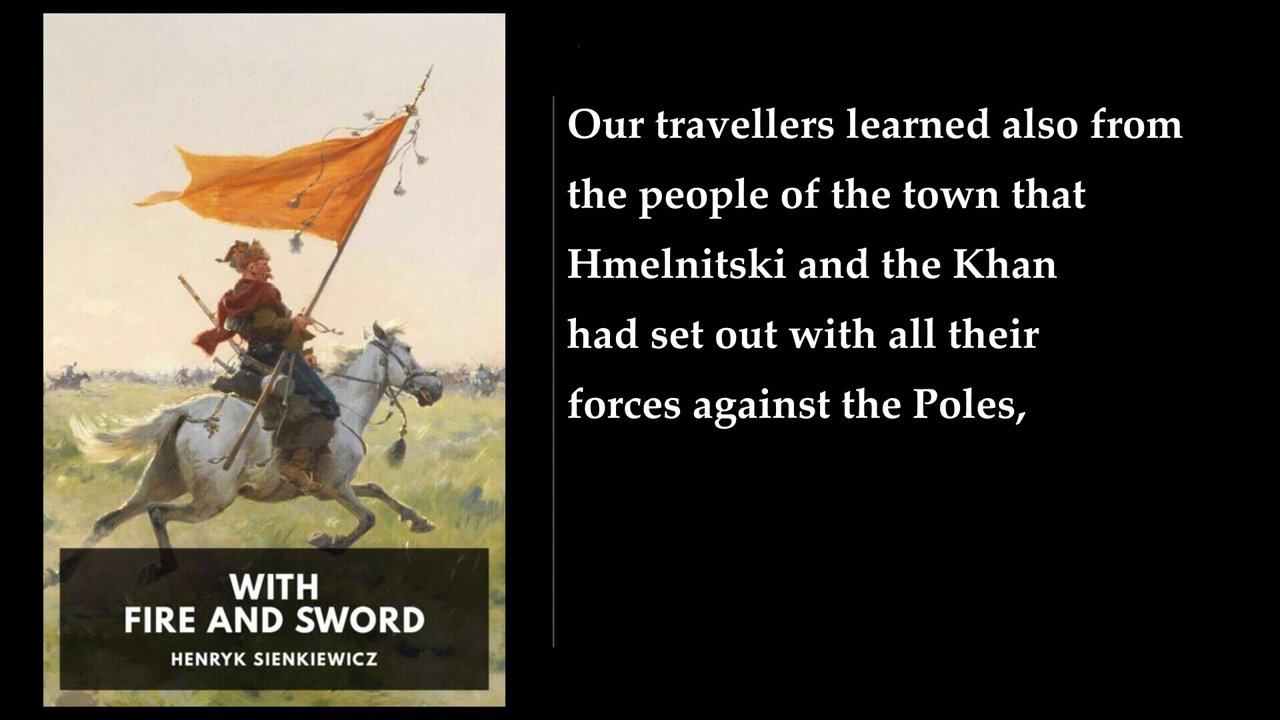 Our travellers learned also from
the people of the town that
Hmelnitski and the Khan
had set out with all their
forces against the Poles,
WITH
FIRE AND SWORD
HENRYK SIENKIEWICZ